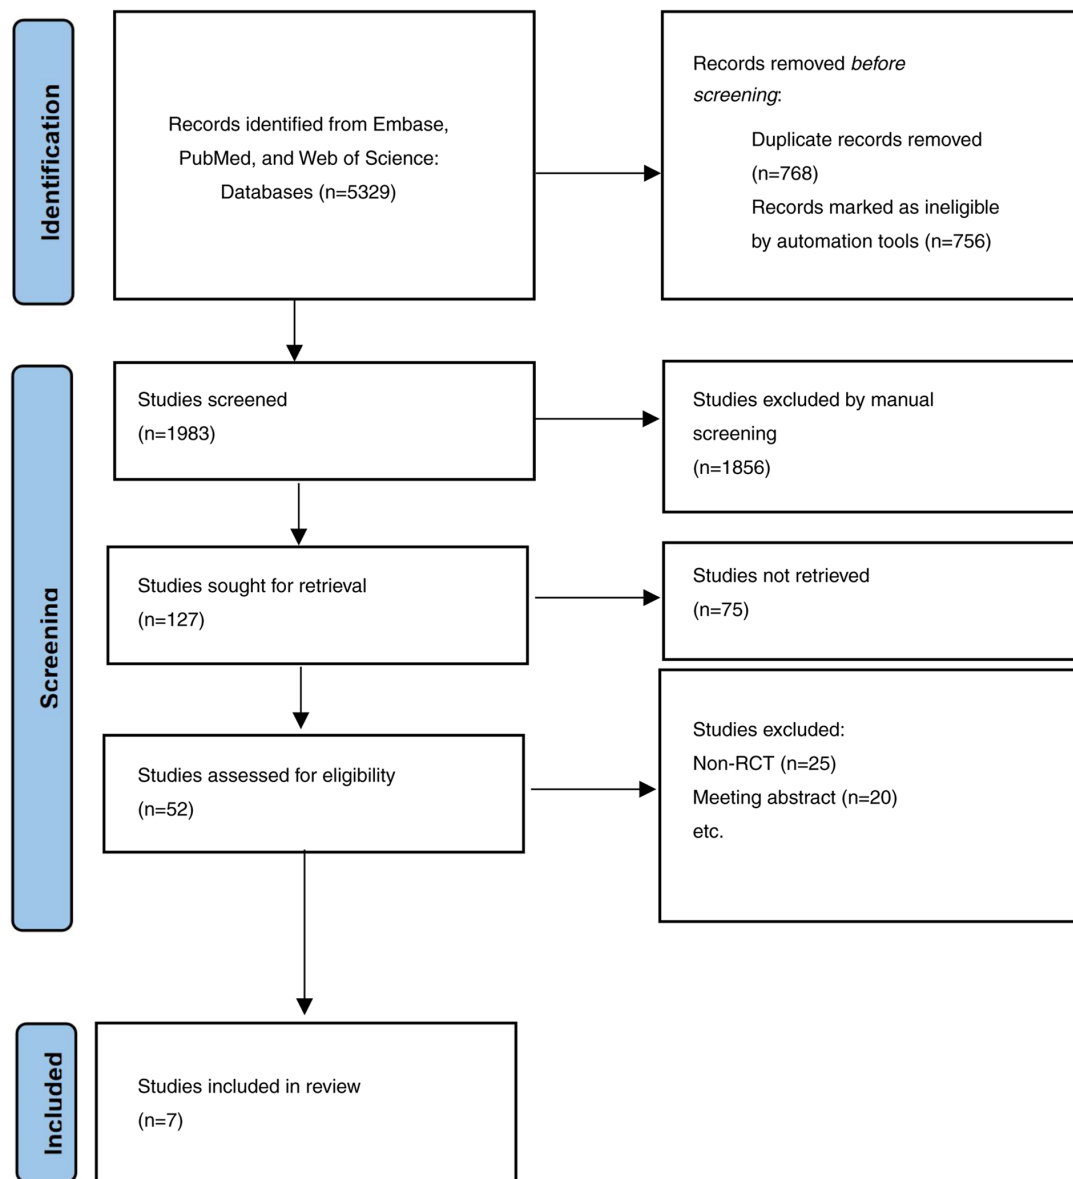 Identification
Records identified from Embase,
PubMed, and Web of Science:
Databases (n=5329)
Records removed before
screening:
Duplicate records removed
(n=768)
Records marked as ineligible
by automation tools (n=756)
Screening
Studies screened
(n=1983)
Studies excluded by manual
screening
(n=1856)
Studies sought for retrieval
(n=127)
Studies not retrieved
(n=75)
Studies assessed for eligibility
(n=52)
Studies excluded:
Non-RCT (n=25)
Meeting abstract (n=20)
etc.
Included
Studies included in review
(n=7)